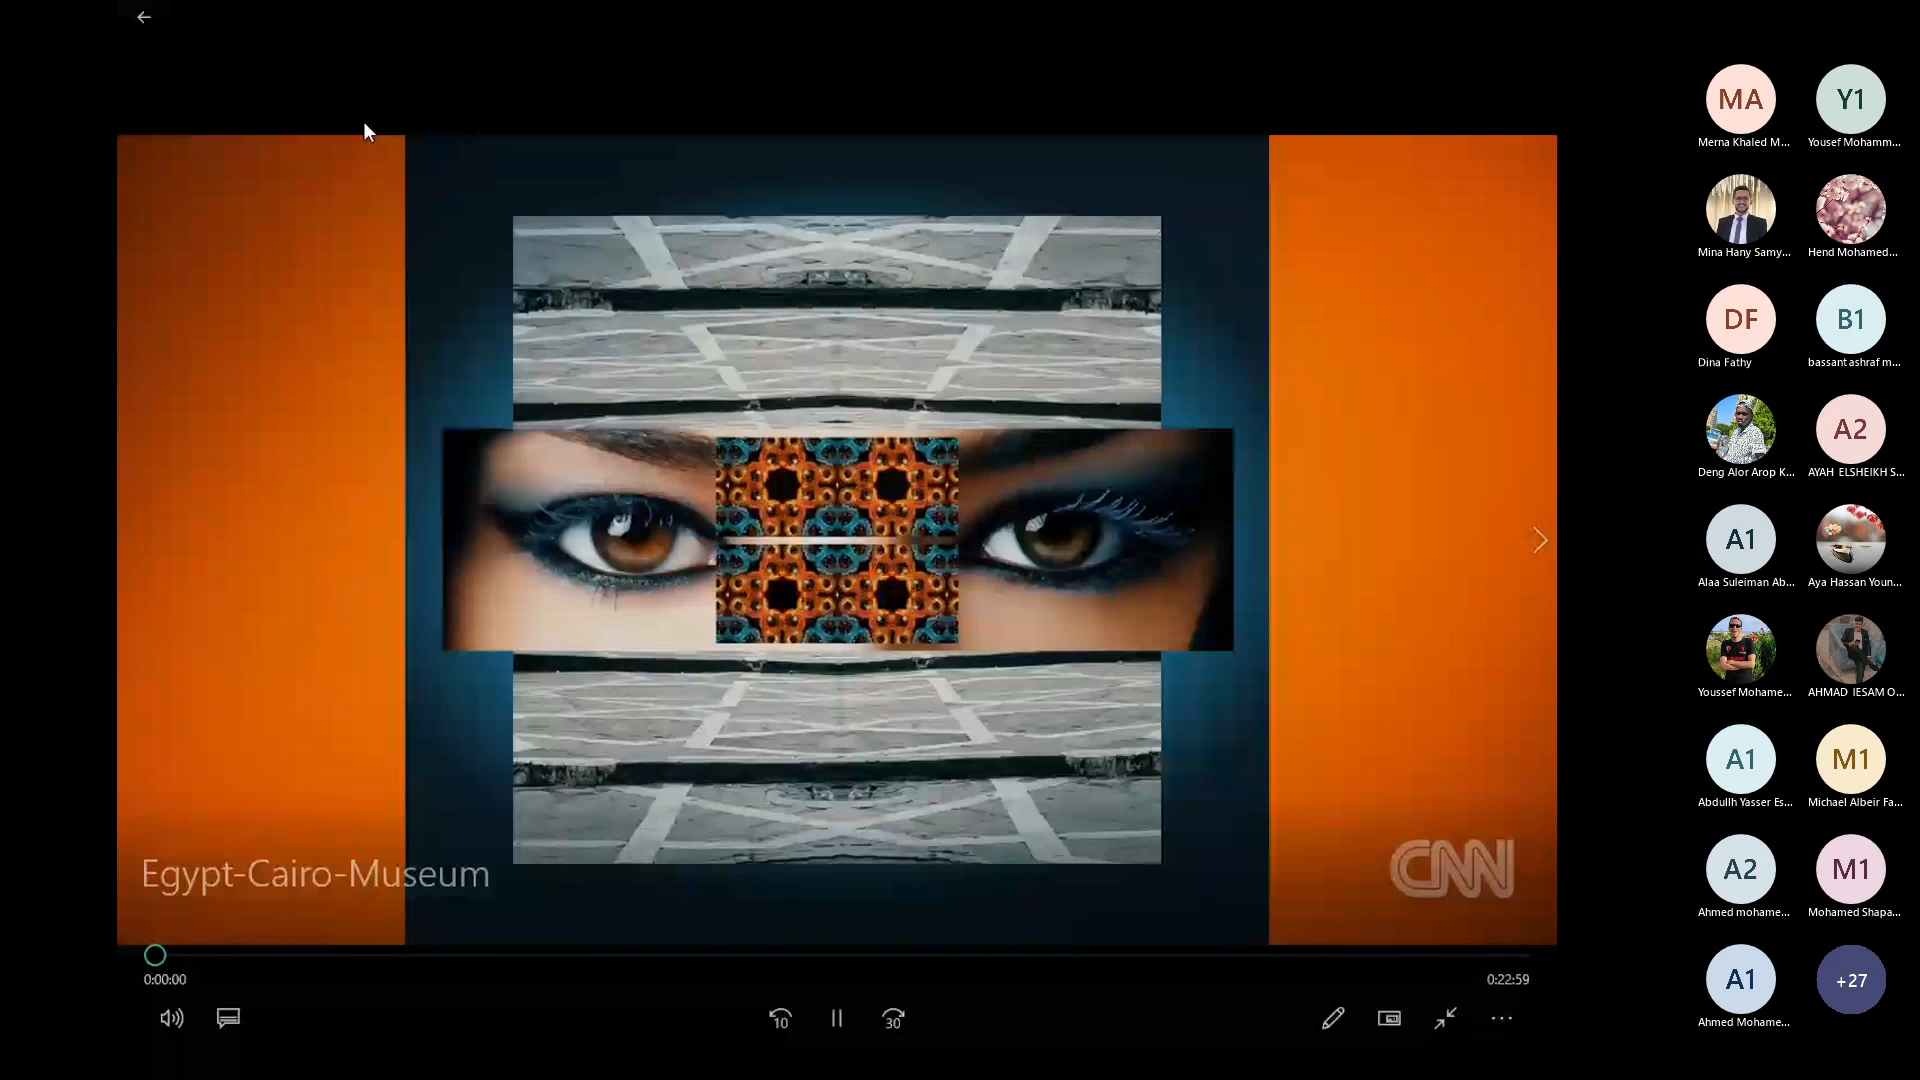 MA
Y1
Merna Khaled M...
Yousef Mohamm...
Mina Hany Samy...
Hend Mohamed...
DF
B1
Dina Fathy
bassant ashraf m...
A2
Deng Alor Arop K...
AYAH ELSHEIKH S...
A1
Alaa Suleiman Ab...
Aya Hassan Youn...
Youssef Mohame...
AHMAD IESAM O...
A1
M1
Abdullh Yasser Es...
Michael Albeir Fa...
A2
M1
Ahmed mohame...
Mohamed Shapa...
A1
+27
Ahmed Mohame...
Egypt-Cairo-Museum
CNN
0:00:00
0:22:59
10
30